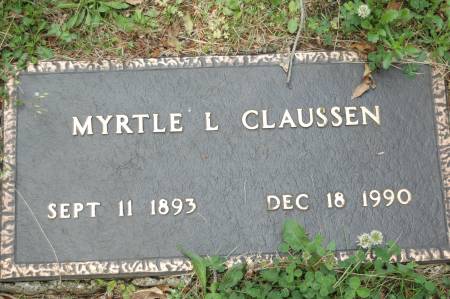 MYRTLE L CLAUSSEN
SEPT 11 1893 DEC 18 1990